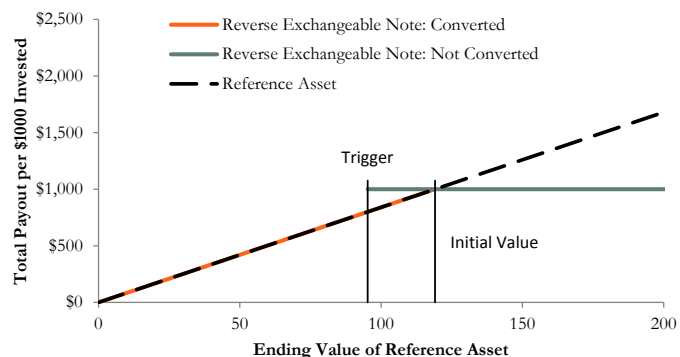 $2,500
$2,000
$1,500
$1,000
$500
$0
Total Payout per $1000 Invested
Reverse Exchangeable Note: Converted
Reverse Exchangeable Note: Not Converted
Reference Asset
Trigger
Initial Value
0
50
100
150
200
Ending Value of Reference Asset